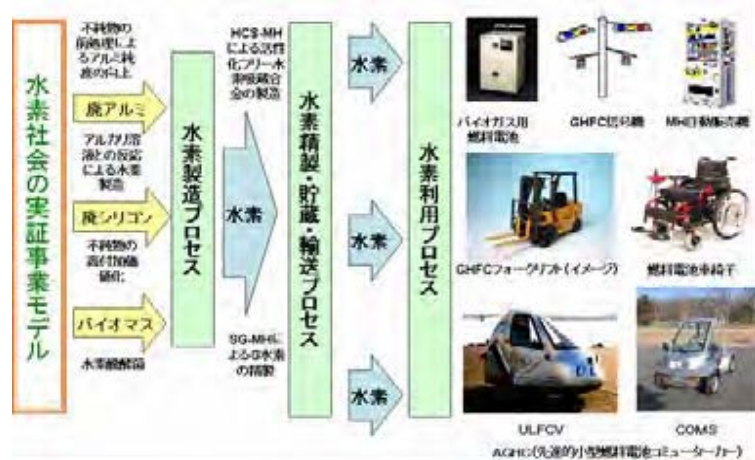 水素社会の実証事業モデル
不純物の
前処理によ
るアルミ純
度の向上
廃アルミ
アルカリ溶
液との反応
による水素
製造
廃シリコン
不純物の
高付加価
値化
バイオマス
水素醗酵菌
水素製造プロセス
HCS-MH
による活性
化フリー水
素吸蔵合
金の製造
水素
SG-MHに
よるG水素
の精製
水素精製・貯蔵・輸送プロセス
水素
水素
水素
水素利用プロセス
バイオガス用
燃料電池
GHFC信号機
MH自動販売機
GHFCフォークリフト(イメージ)
燃料電池車椅子
ULFCV
COMS
(先進的小型燃料電池コミューターカー)